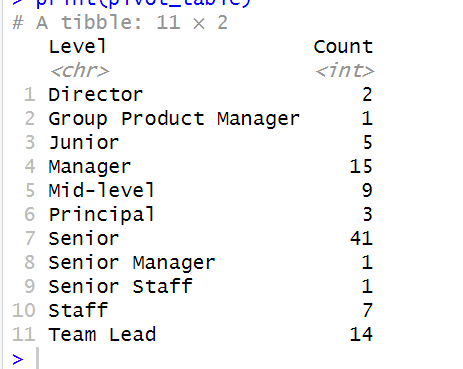 > print(pivot_table)
# A tibble: 11 × 2
Level Count
<chr> <int>
1 Director 2
2 Group Product Manager 1
3 Junior 5
4 Manager 15
5 Mid-level 9
6 Principal 3
7 Senior 41
8 Senior Manager 1
9 Senior Staff 1
10 Staff 7
11 Team Lead 14
>